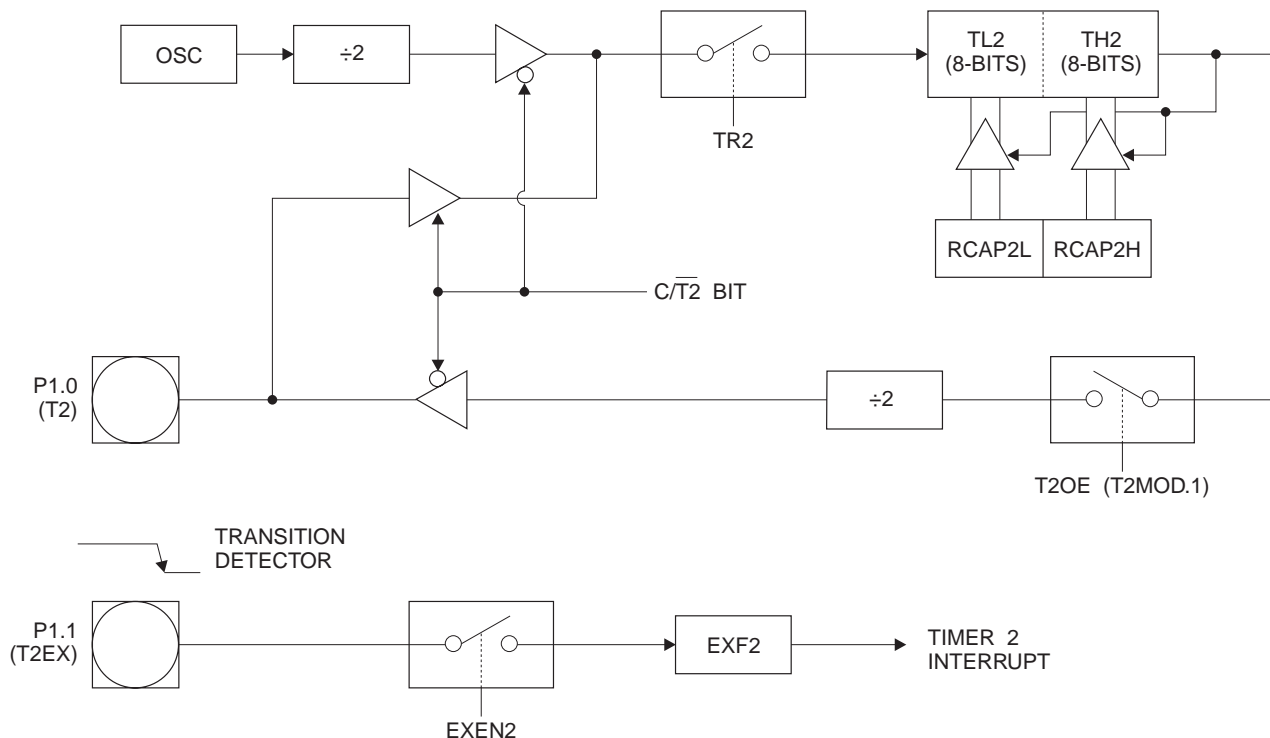 OSC
÷2
TR2
TL2
(8-BITS)
TH2
(8-BITS)
RCAP2L
RCAP2H
C/T̅2̅ BIT
P1.0
(T2)
÷2
T2OE (T2MOD.1)
TRANSITION
DETECTOR
P1.1
(T2EX)
EXEN2
EXF2
TIMER 2
INTERRUPT